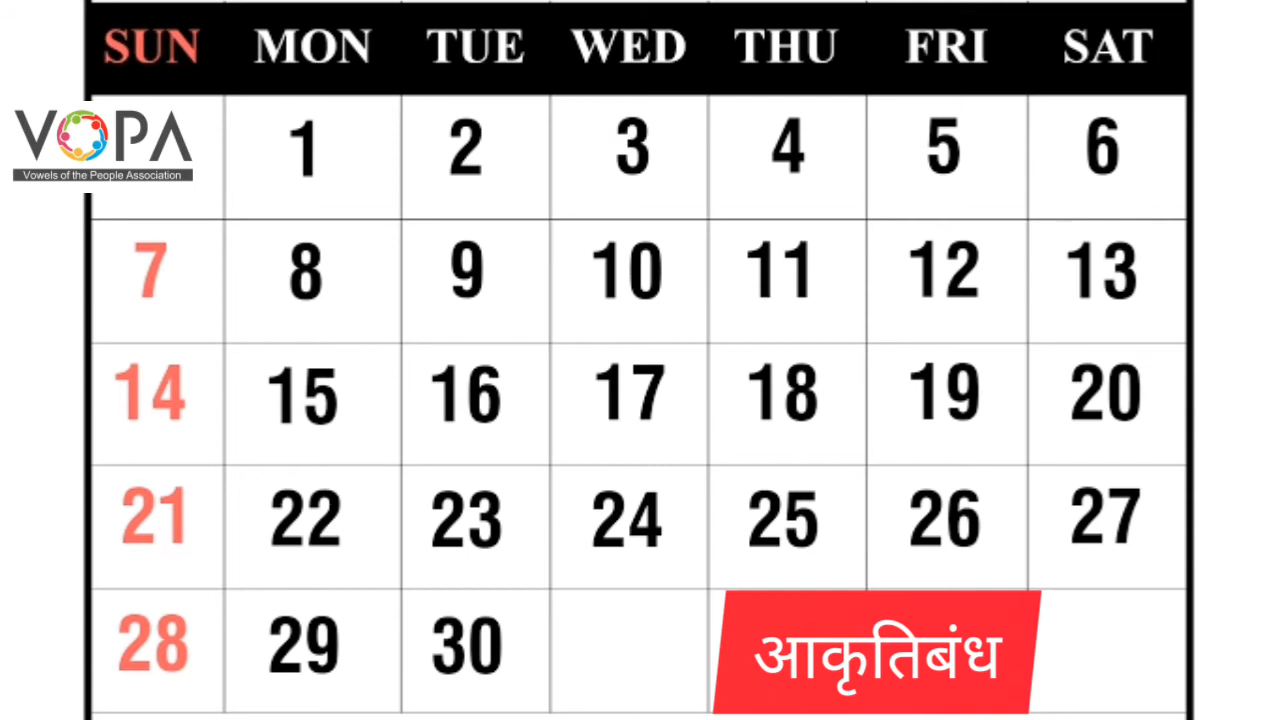 SUN MON TUE WED THU FRI SAT
VOPA
Vowels of the People Association
1 2 3 4 5 6
7 8 9 10 11 12 13
14 15 16 17 18 19 20
21 22 23 24 25 26 27
28 29 30
आकृतिबंध